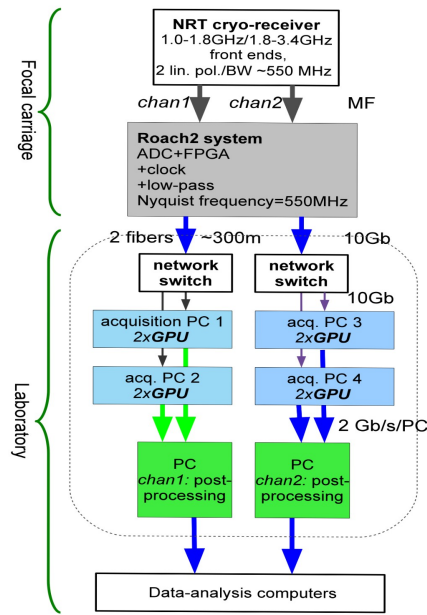 NRT cryo-receiver
1.0-1.8GHz/1.8-3.4GHz
front ends,
2 lin. pol./BW ~550 MHz
Focal carriage
chan1
chan2
MF
Roach2 system
ADC+FPGA
+clock
+low-pass
Nyquist frequency=550MHz
2 fibers
~300m
10Gb
network
switch
network
switch
10Gb
acquisition PC 1
2xGPU
acq. PC 3
2xGPU
acq. PC 2
2xGPU
acq. PC 4
2xGPU
Laboratory
2 Gb/s/PC
PC
chan1: post-
processing
PC
chan2: post-
processing
Data-analysis computers